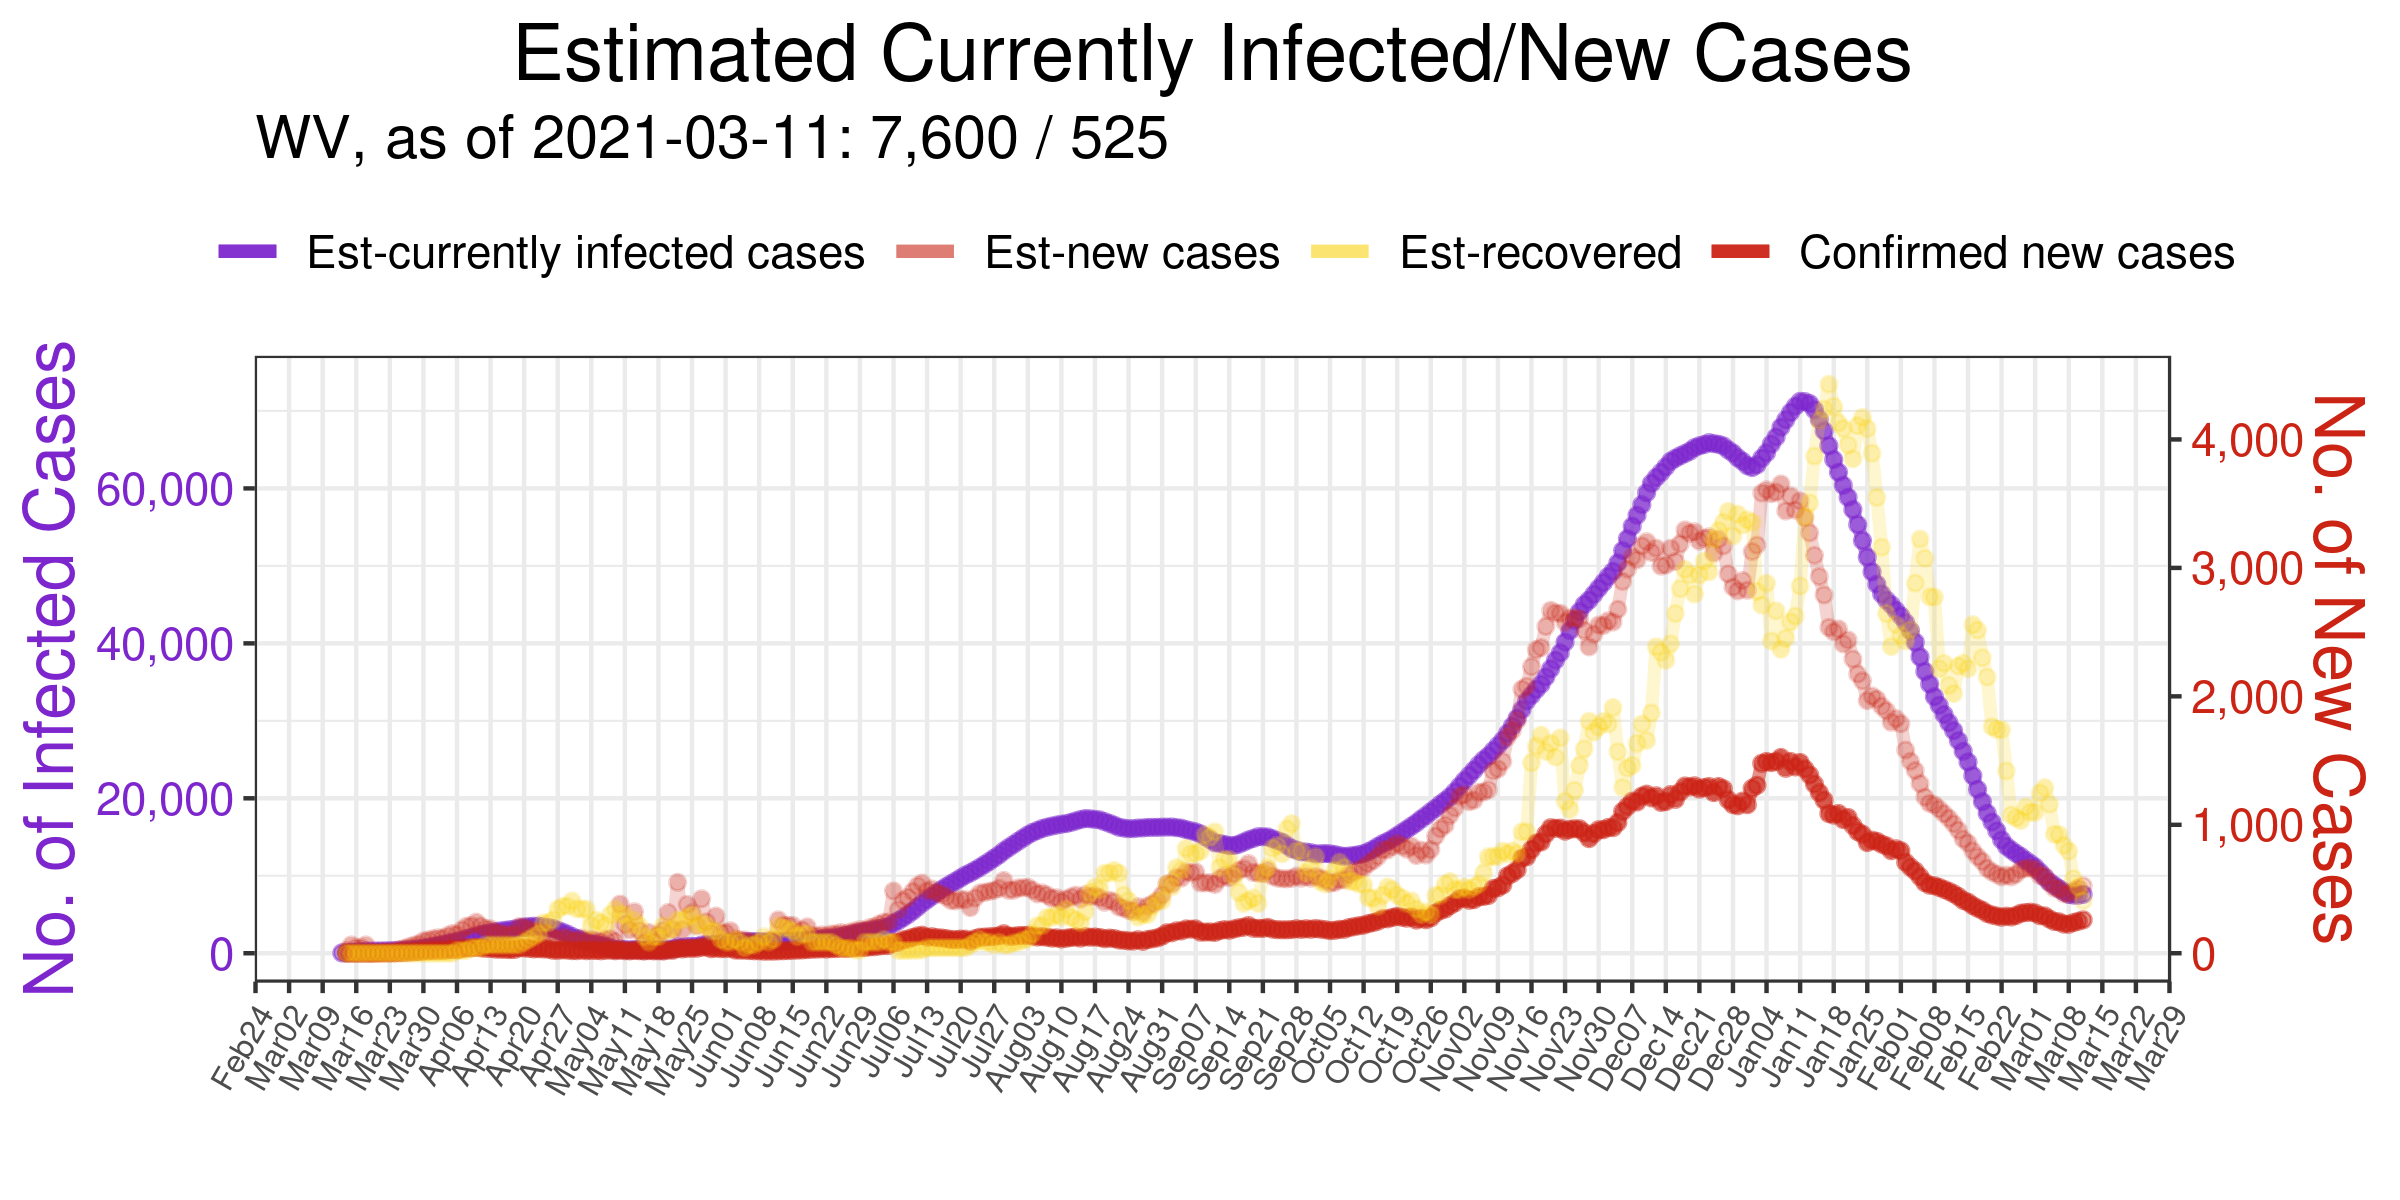 Estimated Currently Infected/New Cases
WV, as of 2021-03-11: 7,600 / 525
Est-currently infected cases Est-new cases Est-recovered Confirmed new cases
No. of Infected Cases
60,000
40,000
20,000
0
4,000
3,000
2,000
1,000
0
No. of New Cases
Feb24 Mar02 Mar09 Mar16 Mar23 Mar30 Apr06 Apr13 Apr20 Apr27 May04 May11 May18 May25 Jun01 Jun08 Jun15 Jun22 Jun29 Jul06 Jul13 Jul20 Jul27 Aug03 Aug10 Aug17 Aug24 Aug31 Sep07 Sep14 Sep21 Sep28 Oct05 Oct12 Oct19 Oct26 Nov02 Nov09 Nov16 Nov23 Nov30 Dec07 Dec14 Dec21 Dec28 Jan04 Jan11 Jan18 Jan25 Feb01 Feb08 Feb15 Feb22 Mar01 Mar08 Mar15 Mar22 Mar29